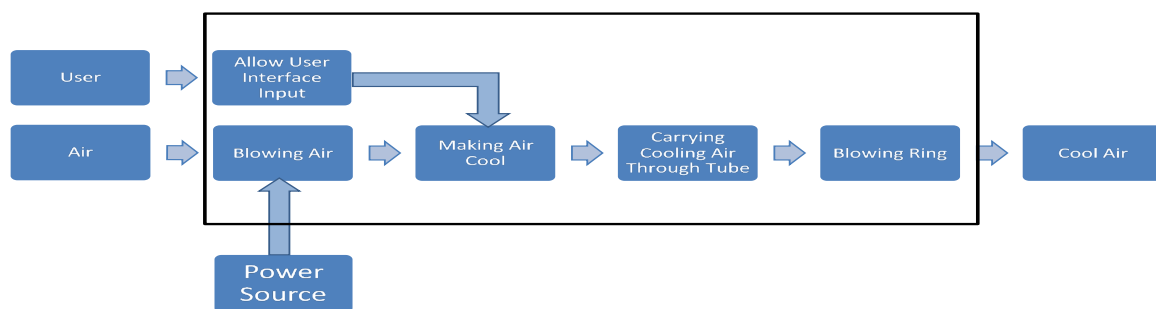 User
Allow User
Interface
Input
Air
Blowing Air
Making Air
Cool
Carrying
Cooling Air
Through Tube
Blowing Ring
Cool Air
Power
Source